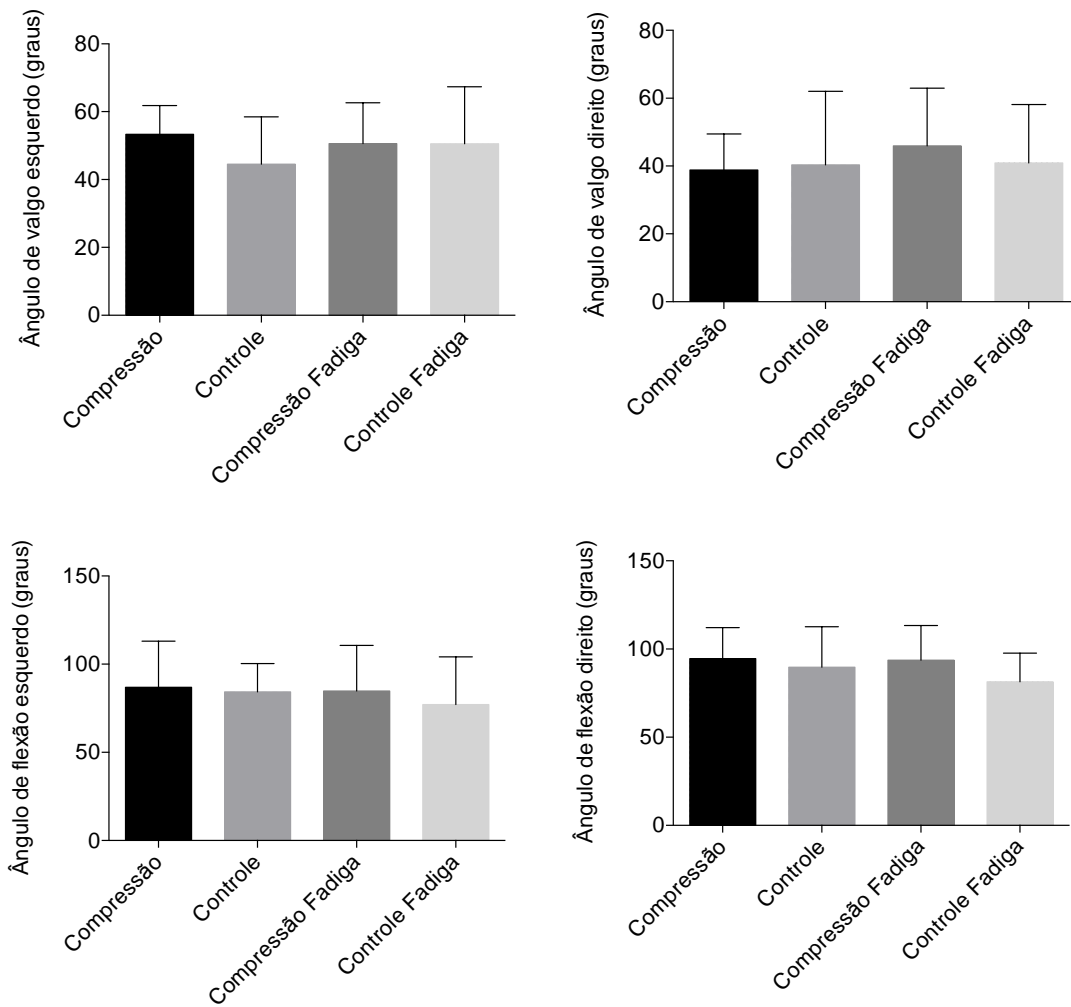 Ângulo de valgo esquerdo (graus)
80
60
40
20
0
Compressão
Controle
Compressão Fadiga
Controle Fadiga
Ângulo de valgo direito (graus)
80
60
40
20
0
Compressão
Controle
Compressão Fadiga
Controle Fadiga
Ângulo de flexão esquerdo (graus)
150
100
50
0
Compressão
Controle
Compressão Fadiga
Controle Fadiga
Ângulo de flexão direito (graus)
150
100
50
0
Compressão
Controle
Compressão Fadiga
Controle Fadiga